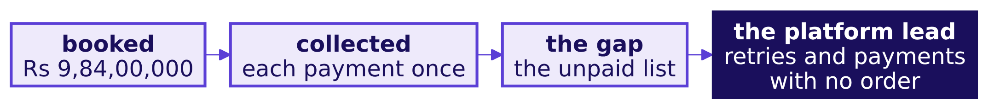 booked
Rs 9,84,00,000
collected
each payment once
the gap
the unpaid list
the platform lead
retries and payments
with no order